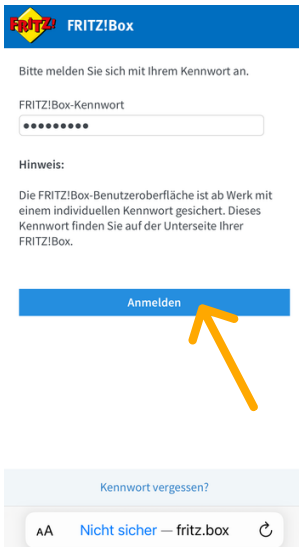 FRITZ! FRITZ!Box
Bitte melden Sie sich mit Ihrem Kennwort an.
FRITZ!Box-Kennwort
●●●●●●●●●
Hinweis:
Die FRITZ!Box-Benutzeroberfläche ist ab Werk mit
einem individuellen Kennwort gesichert. Dieses
Kennwort finden Sie auf der Unterseite Ihrer
FRITZ!Box.
Anmelden
Kennwort vergessen?
AA Nicht sicher — fritz.box